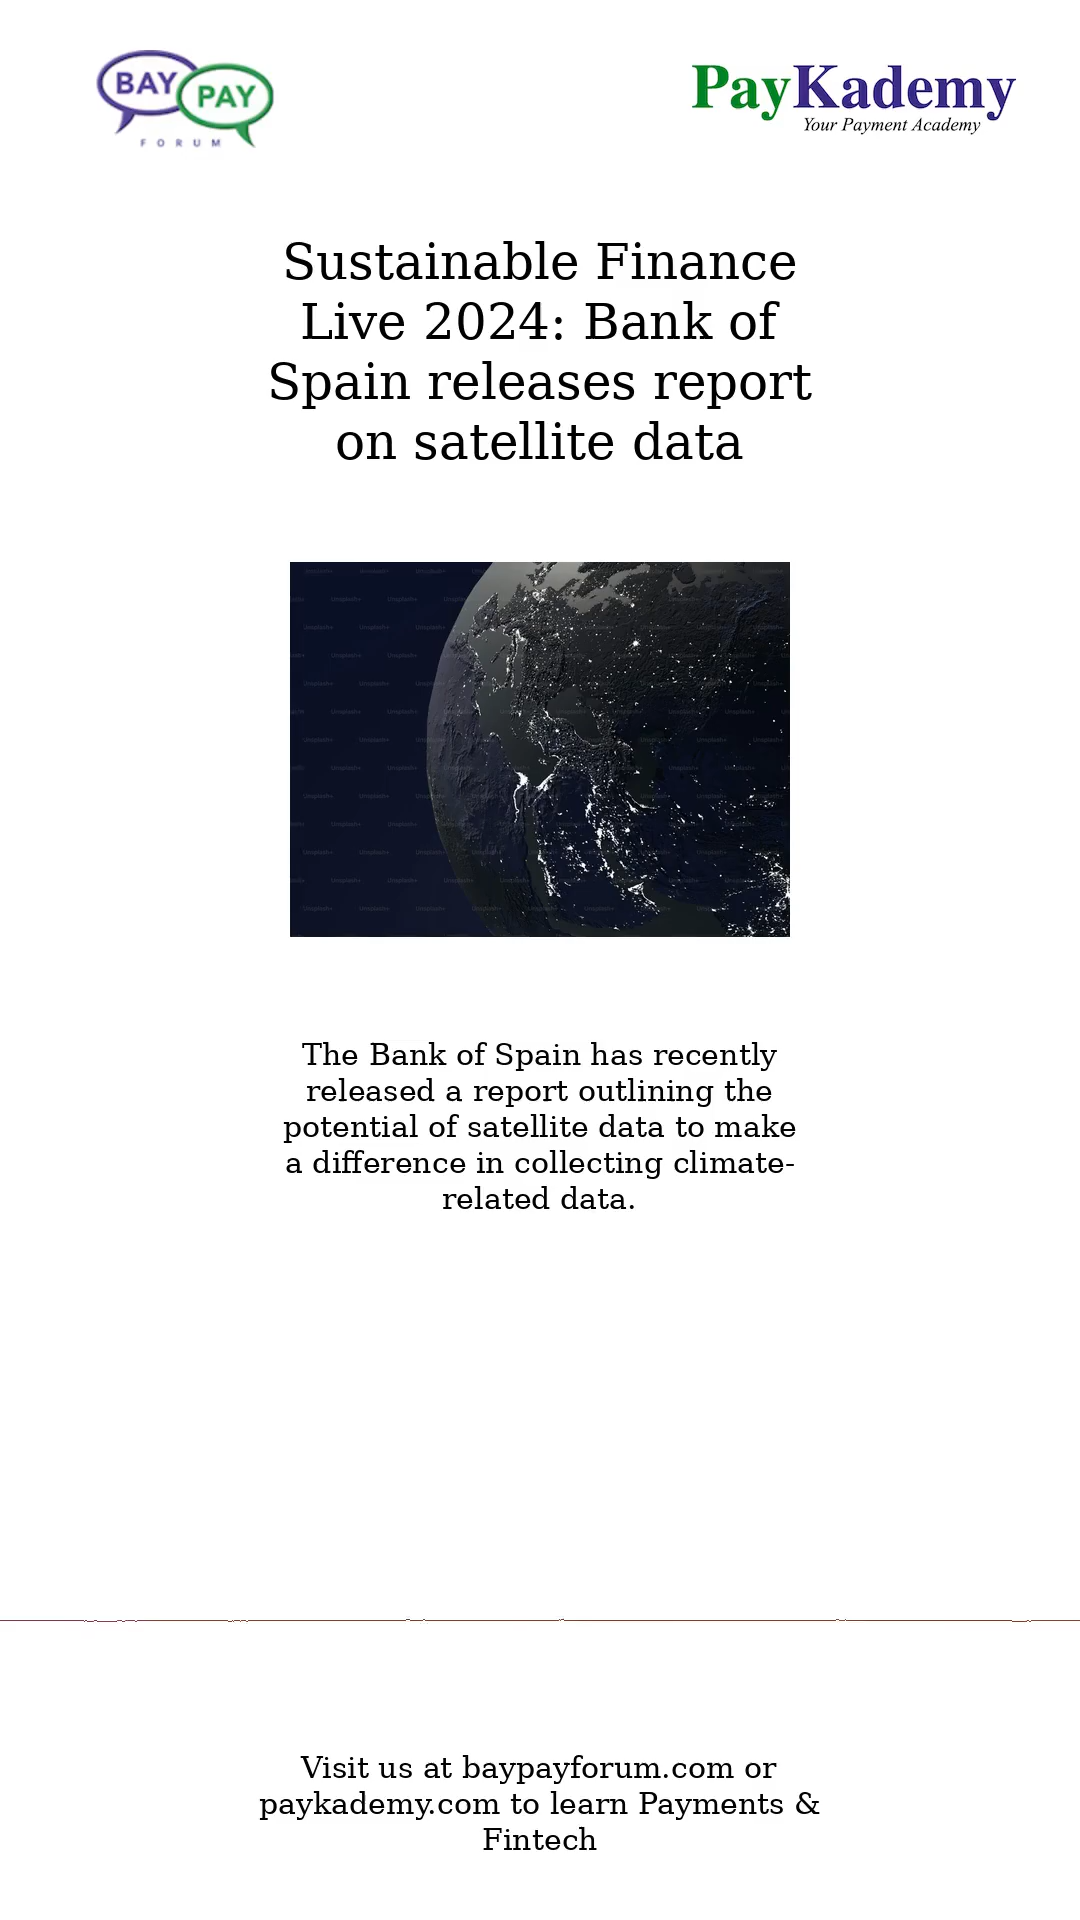 BAY PAY
FORUM
PayKademy
Your Payment Academy
Sustainable Finance
Live 2024: Bank of
Spain releases report
on satellite data
The Bank of Spain has recently
released a report outlining the
potential of satellite data to make
a difference in collecting climate-
related data.
Visit us at baypayforum.com or
paykademy.com to learn Payments &
Fintech